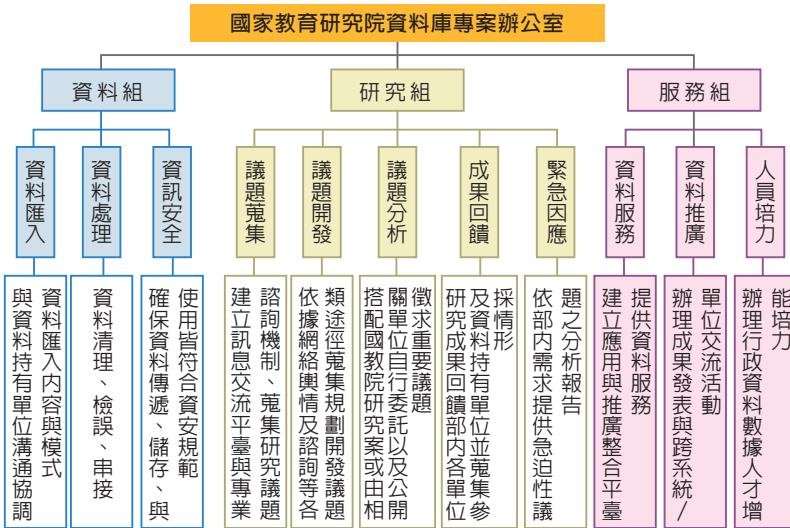 國家教育研究院資料庫專案辦公室
資料組
研究組
服務組
資料匯入
資料處理
資訊安全
議題蒐集
議題開發
議題分析
成果回饋
緊急因應
資料服務
資料推廣
人員培力
與資料持有單位溝通協調
資料匯入內容與模式
資料清理、檢誤、串接
確保資料傳遞、儲存、與
使用皆符合資安規範
建立訊息交流平臺與專業
諮詢機制、蒐集研究議題
依據網絡輿情及諮詢等各
類途徑蒐集規劃開發議題
搭配國教院研究案或由相
關單位自行委託以及公開
徵求重要議題
研究成果回饋部內各單位
及資料持有單位並蒐集參
採情形
依部內需求提供急迫性議
題之分析報告
建立應用與推廣整合平臺
提供資料服務
辦理成果發表與跨系統/
單位交流活動
辦理行政資料數據人才增
能培力